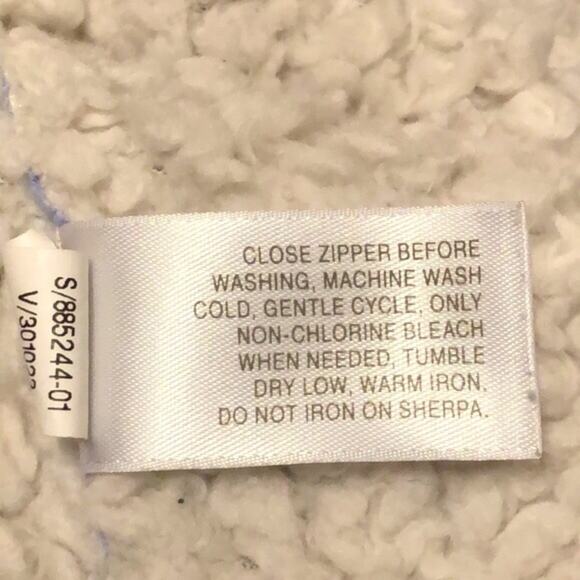 CLOSE ZIPPER BEFORE
WASHING, MACHINE WASH
COLD, GENTLE CYCLE, ONLY
NON-CHLORINE BLEACH
WHEN NEEDED, TUMBLE
DRY LOW, WARM IRON.
DO NOT IRON ON SHERPA.
S/885244-01